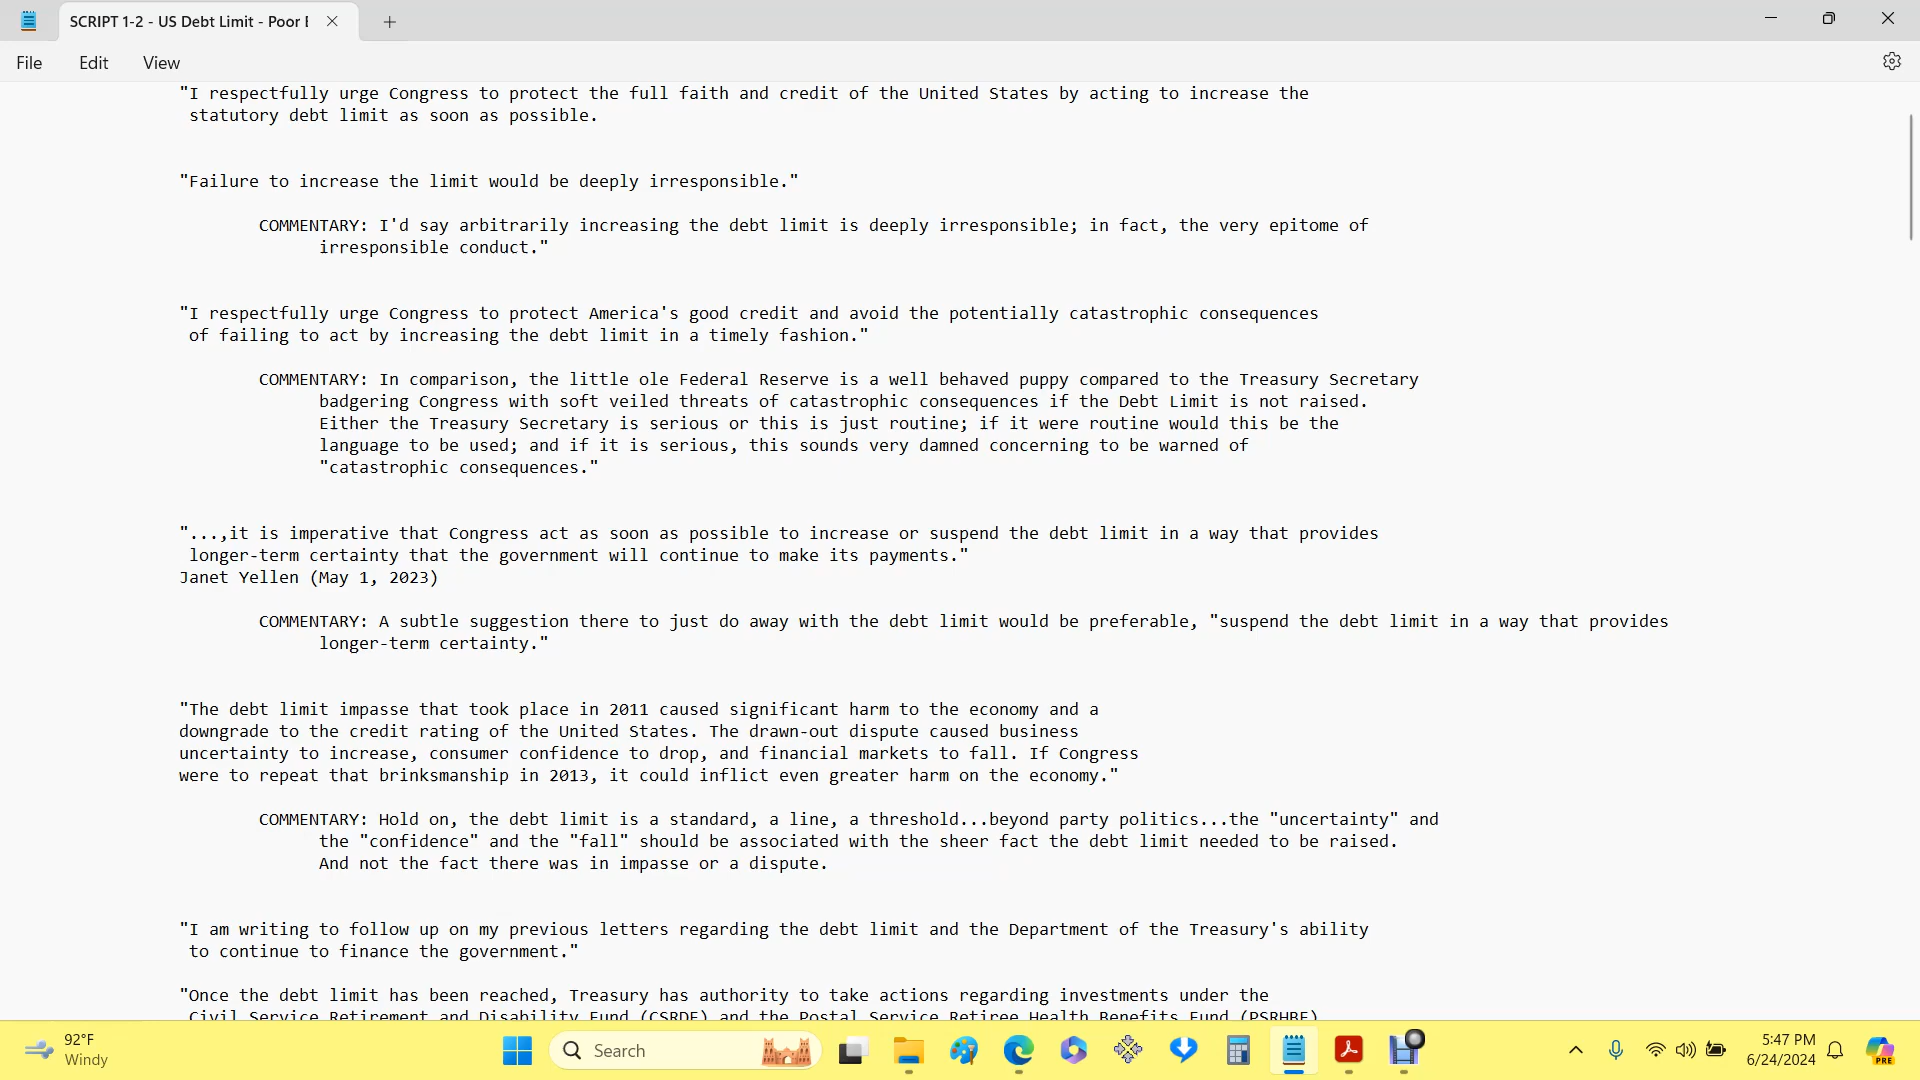 SCRIPT 1-2 - US Debt Limit - Poor
File Edit View
"I respectfully urge Congress to protect the full faith and credit of the United States by acting to increase the
statutory debt limit as soon as possible.
"Failure to increase the limit would be deeply irresponsible."
COMMENTARY: I'd say arbitrarily increasing the debt limit is deeply irresponsible; in fact, the very epitome of
irresponsible conduct."
"I respectfully urge Congress to protect America's good credit and avoid the potentially catastrophic consequences
of failing to act by increasing the debt limit in a timely fashion."
COMMENTARY: In comparison, the little ole Federal Reserve is a well behaved puppy compared to the Treasury Secretary
badgering Congress with soft veiled threats of catastrophic consequences if the Debt Limit is not raised.
Either the Treasury Secretary is serious or this is just routine; if it were routine would this be the
language to be used; and if it is serious, this sounds very damned concerning to be warned of
"catastrophic consequences."
"...,it is imperative that Congress act as soon as possible to increase or suspend the debt limit in a way that provides
longer-term certainty that the government will continue to make its payments."
Janet Yellen (May 1, 2023)
COMMENTARY: A subtle suggestion there to just do away with the debt limit would be preferable, "suspend the debt limit in a way that provides
longer-term certainty."
"The debt limit impasse that took place in 2011 caused significant harm to the economy and a
downgrade to the credit rating of the United States. The drawn-out dispute caused business
uncertainty to increase, consumer confidence to drop, and financial markets to fall. If Congress
were to repeat that brinksmanship in 2013, it could inflict even greater harm on the economy."
COMMENTARY: Hold on, the debt limit is a standard, a line, a threshold...beyond party politics...the "uncertainty" and
the "confidence" and the "fall" should be associated with the sheer fact the debt limit needed to be raised.
And not the fact there was in impasse or a dispute.
"I am writing to follow up on my previous letters regarding the debt limit and the Department of the Treasury's ability
to continue to finance the government."
"Once the debt limit has been reached, Treasury has authority to take actions regarding investments under the
Civil Service Retirement and Disability Fund (CSRDF) and the Postal Service Retiree Health Benefits Fund (PSRHBF)
92°F
Windy
Search
5:47 PM
6/24/2024
PRE